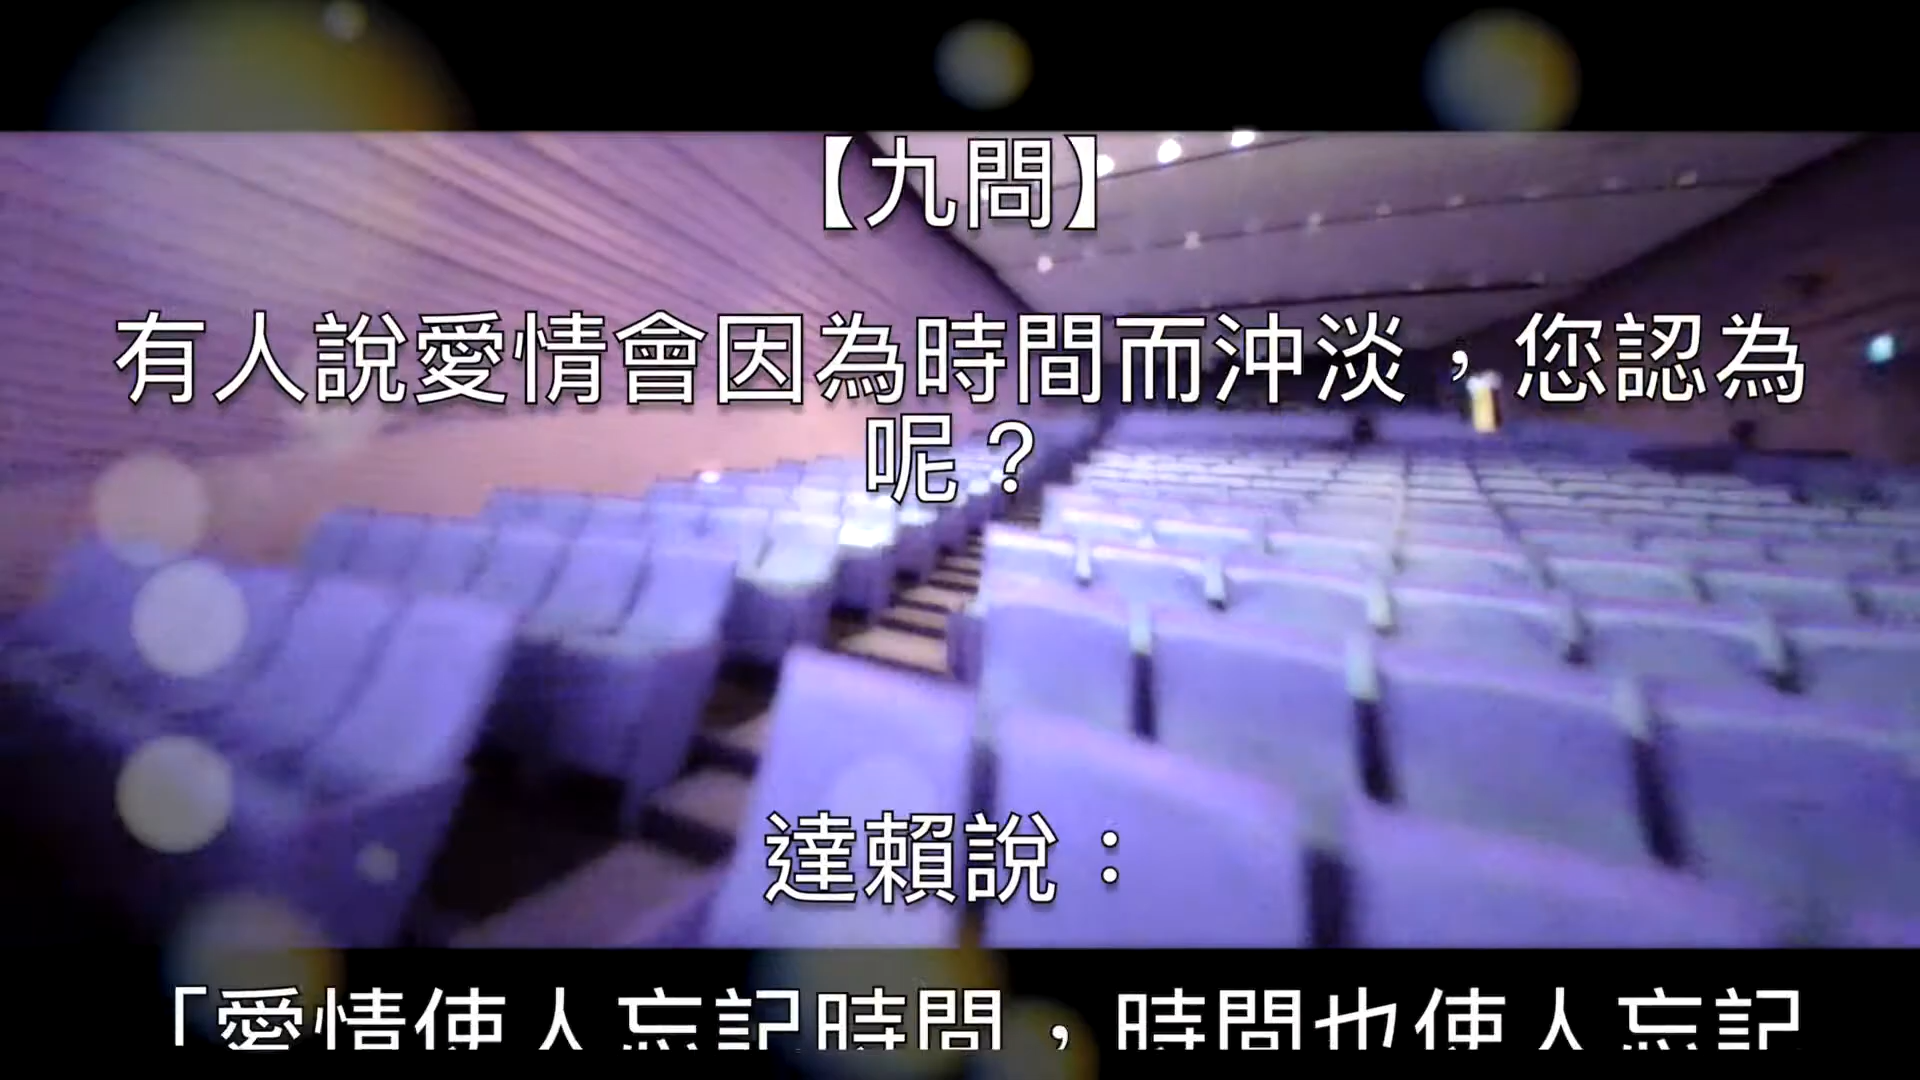 【九問】
有人說愛情會因為時間而沖淡，您認為
呢？
達賴說：
「愛情使人忘記時間，時間也使人忘記